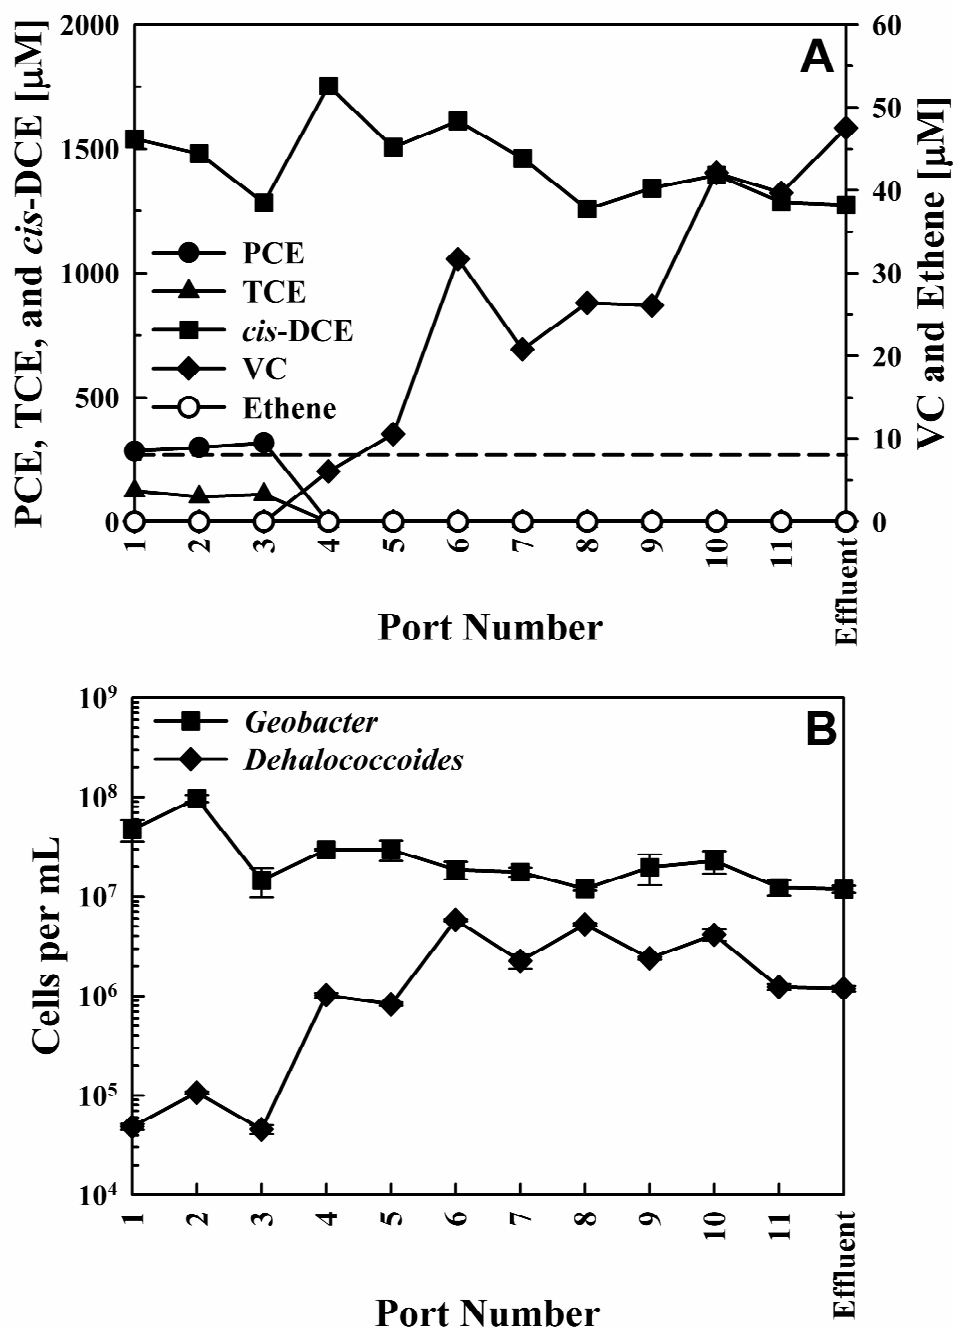 A
PCE, TCE, and cis-DCE [µM]
VC and Ethene [µM]
2000
1500
1000
500
0
60
50
40
30
20
10
0
PCE
TCE
cis-DCE
VC
Ethene
1 2 3 4 5 6 7 8 9 10 11 Effluent
Port Number
B
Cells per mL
10⁹
10⁸
10⁷
10⁶
10⁵
10⁴
Geobacter
Dehalococcoides
1 2 3 4 5 6 7 8 9 10 11 Effluent
Port Number